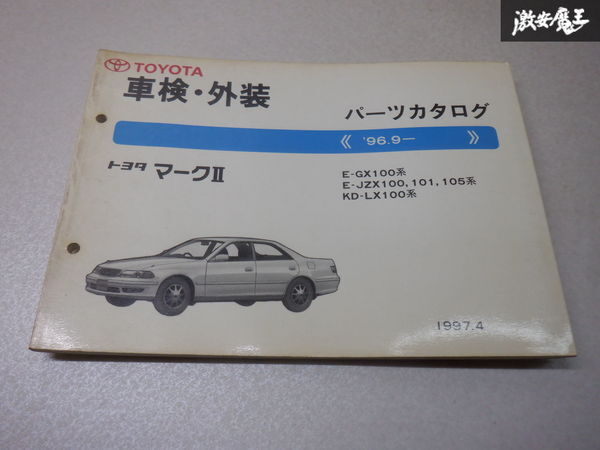 激安魔王
TOYOTA
車検・外装
パーツカタログ
《 '96.9ー 》
トヨタ マークⅡ
E-GX100系
E-JZX100, 101, 105系
KD-LX100系
1997.4